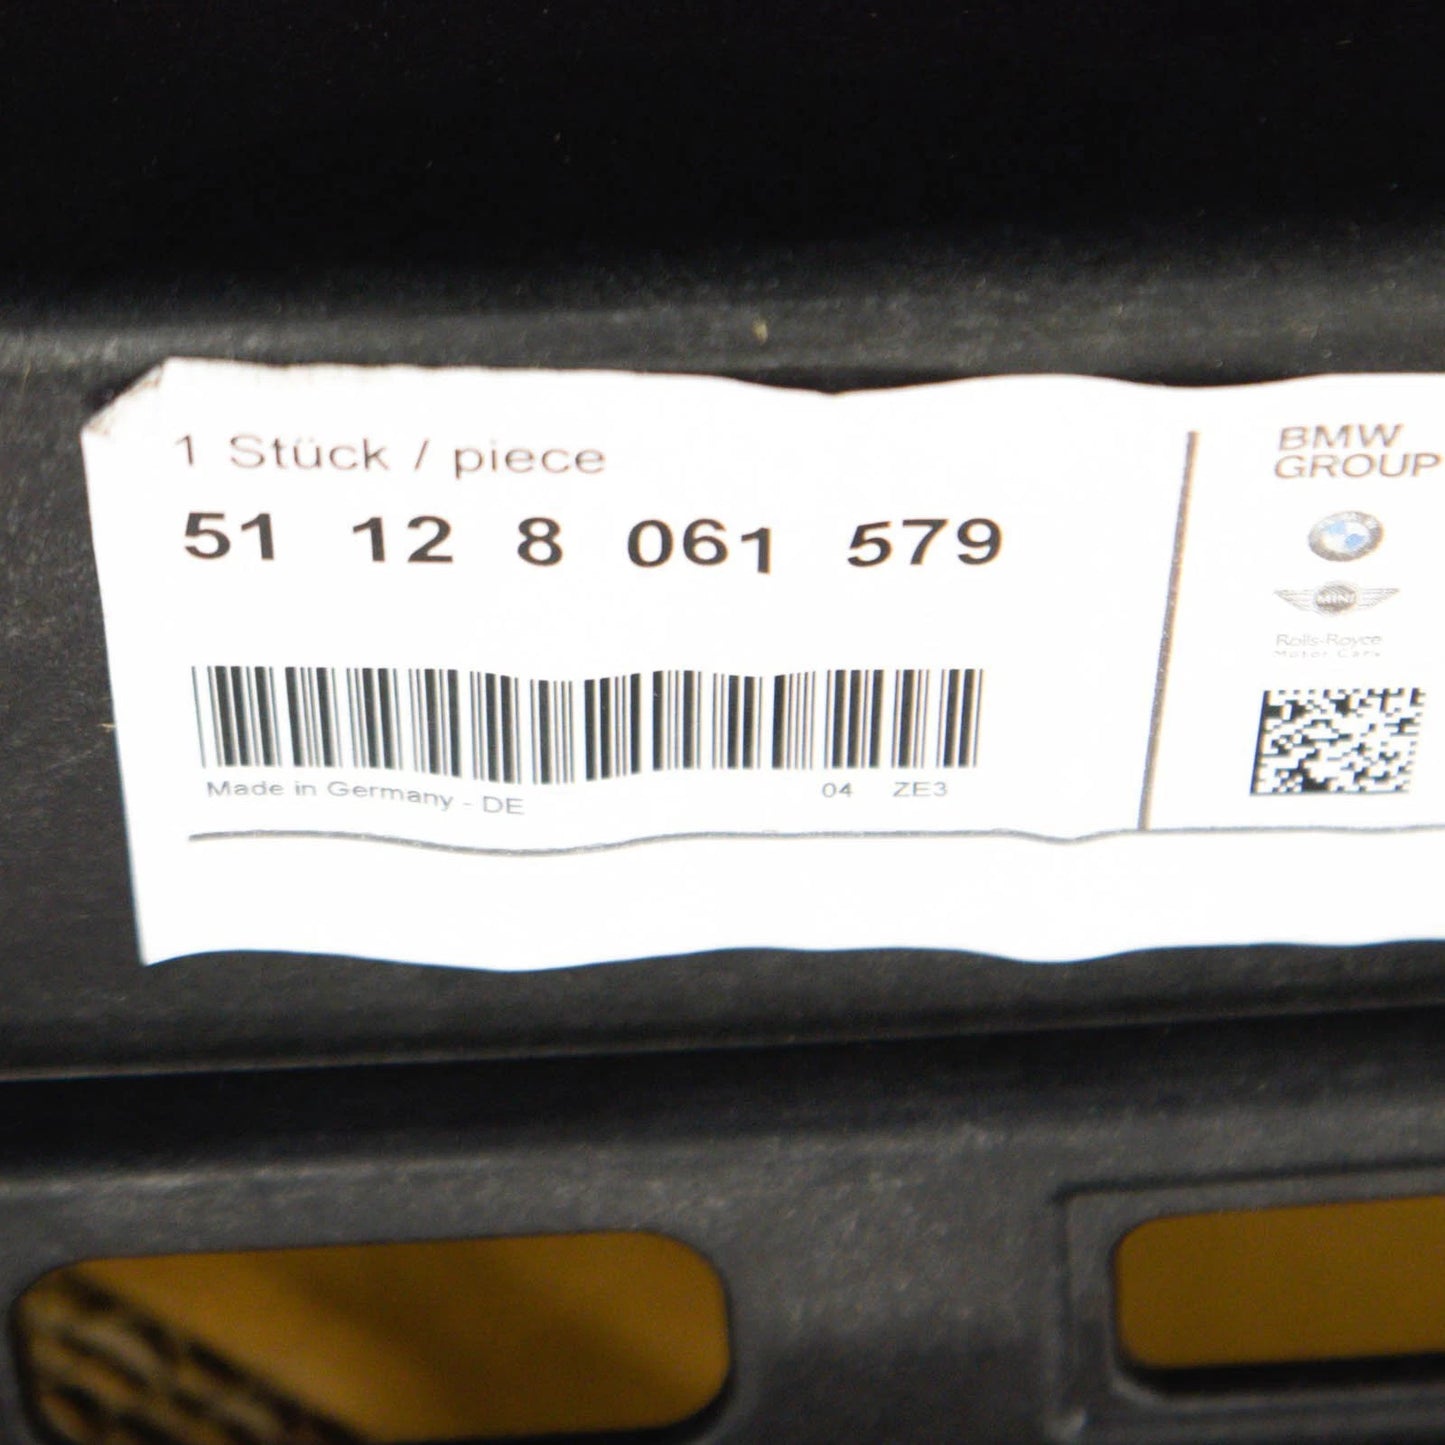 1 Stück / piece
51 12 8 061 579
Made in Germany - DE 04 ZE3
BMW
GROUP
MINI
Rolls-Royce
Motor Cars